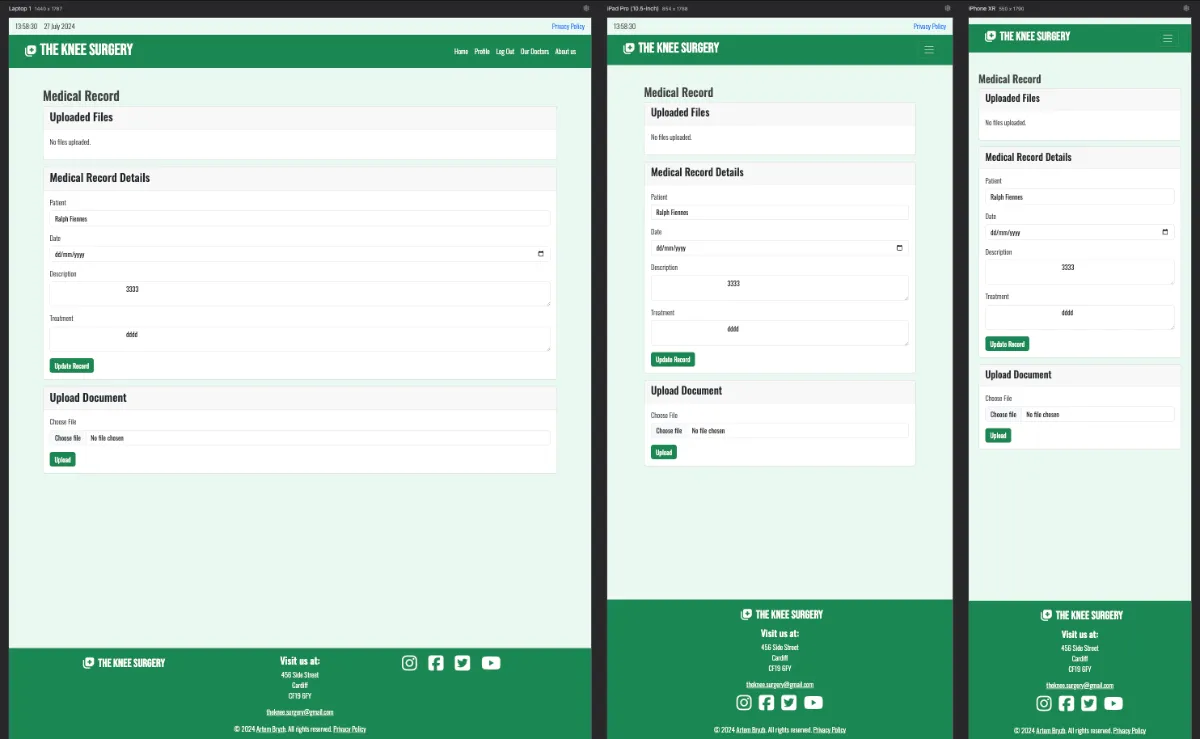 Laptop 1 1440 x 1767
13:58:30 27 July 2024 Privacy Policy
THE KNEE SURGERY Home Profile Log Out Our Doctors About us
Medical Record
Uploaded Files
No files uploaded.
Medical Record Details
Patient
Ralph Fiennes
Date
dd/mm/yyyy
Description
3333
Treatment
dddd
Update Record
Upload Document
Choose File
Choose file No file chosen
Upload
THE KNEE SURGERY
Visit us at:
456 Side Street
Cardiff
CF19 6FY
theknee.surgery@gmail.com
© 2024 Artem Bryzh. All rights reserved. Privacy Policy
iPad Pro (10.5-inch)
13:58:30 Privacy Policy
THE KNEE SURGERY
Medical Record
Uploaded Files
No files uploaded.
Medical Record Details
Patient
Ralph Fiennes
Date
dd/mm/yyyy
Description
3333
Treatment
dddd
Update Record
Upload Document
Choose File
Choose file No file chosen
Upload
THE KNEE SURGERY
Visit us at:
456 Side Street
Cardiff
CF19 6FY
theknee.surgery@gmail.com
© 2024 Artem Bryzh. All rights reserved. Privacy Policy
iPhone XR
THE KNEE SURGERY
Medical Record
Uploaded Files
No files uploaded.
Medical Record Details
Patient
Ralph Fiennes
Date
dd/mm/yyyy
Description
3333
Treatment
dddd
Update Record
Upload Document
Choose File
Choose file No file chosen
Upload
THE KNEE SURGERY
Visit us at:
456 Side Street
Cardiff
CF19 6FY
theknee.surgery@gmail.com
© 2024 Artem Bryzh. All rights reserved. Privacy Policy